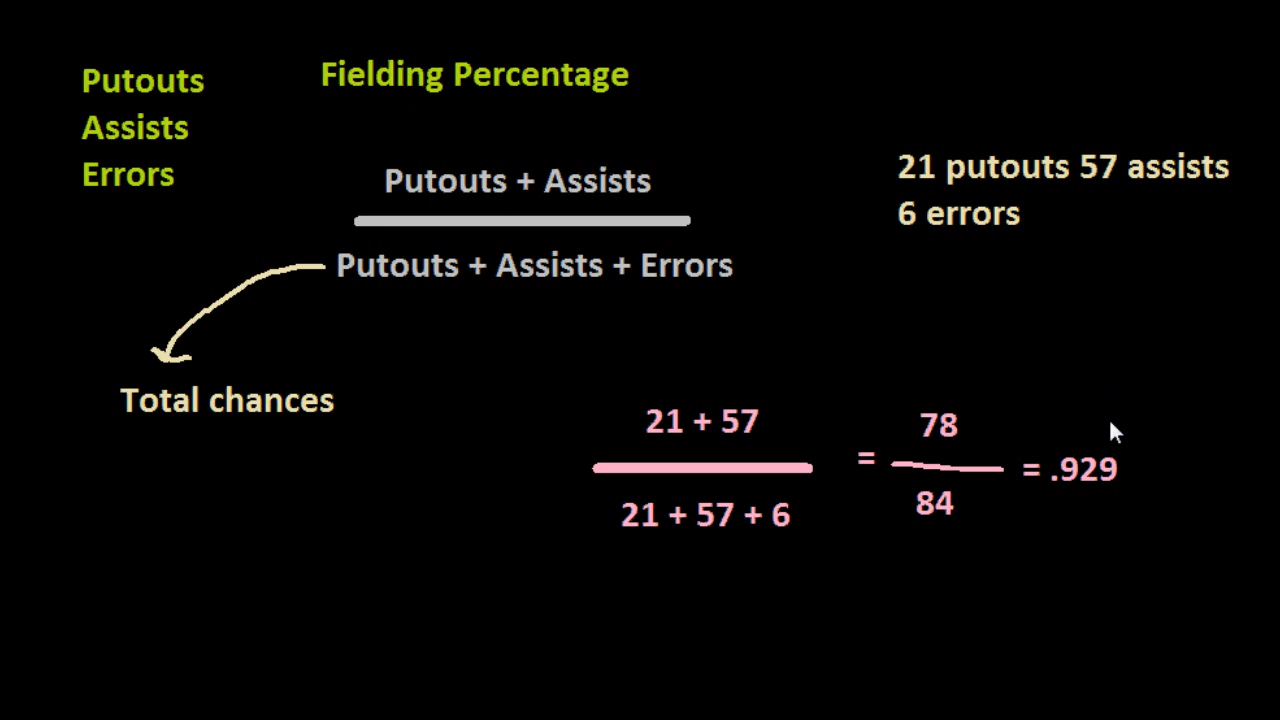 Putouts
Assists
Errors
Fielding Percentage
Putouts + Assists
Putouts + Assists + Errors
Total chances
21 putouts 57 assists
6 errors
21 + 57
21 + 57 + 6
=
78
84
= .929